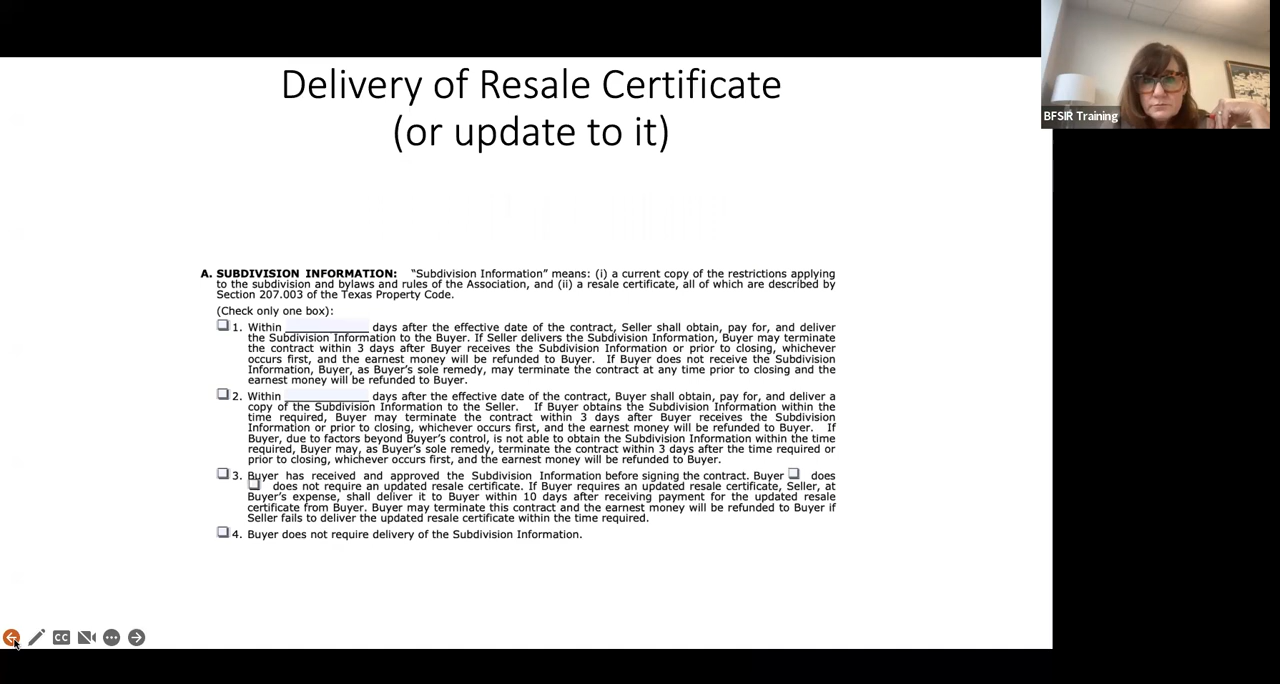 Delivery of Resale Certificate
(or update to it)
BFSIR Training
A. SUBDIVISION INFORMATION: "Subdivision Information" means: (i) a current copy of the restrictions applying
to the subdivision and bylaws and rules of the Association, and (ii) a resale certificate, all of which are described by
Section 207.003 of the Texas Property Code.
(Check only one box):
1. Within ____________ days after the effective date of the contract, Seller shall obtain, pay for, and deliver
the Subdivision Information to the Buyer. If Seller delivers the Subdivision Information, Buyer may terminate
the contract within 3 days after Buyer receives the Subdivision Information or prior to closing, whichever
occurs first, and the earnest money will be refunded to Buyer. If Buyer does not receive the Subdivision
Information, Buyer, as Buyer's sole remedy, may terminate the contract at any time prior to closing and the
earnest money will be refunded to Buyer.
2. Within ____________ days after the effective date of the contract, Buyer shall obtain, pay for, and deliver a
copy of the Subdivision Information to the Seller. If Buyer obtains the Subdivision Information within the
time required, Buyer may terminate the contract within 3 days after Buyer receives the Subdivision
Information or prior to closing, whichever occurs first, and the earnest money will be refunded to Buyer. If
Buyer, due to factors beyond Buyer's control, is not able to obtain the Subdivision Information within the time
required, Buyer may, as Buyer's sole remedy, terminate the contract within 3 days after the time required or
prior to closing, whichever occurs first, and the earnest money will be refunded to Buyer.
3. Buyer has received and approved the Subdivision Information before signing the contract. Buyer does
does not require an updated resale certificate. If Buyer requires an updated resale certificate, Seller, at
Buyer's expense, shall deliver it to Buyer within 10 days after receiving payment for the updated resale
certificate from Buyer. Buyer may terminate this contract and the earnest money will be refunded to Buyer if
Seller fails to deliver the updated resale certificate within the time required.
4. Buyer does not require delivery of the Subdivision Information.
CC